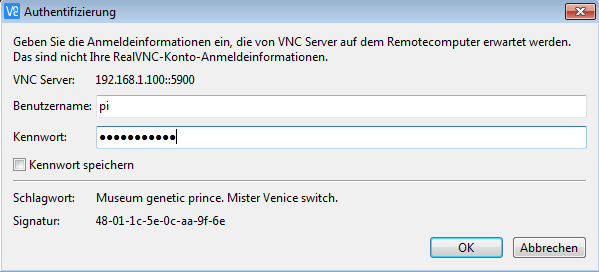 VR Authentifizierung
Geben Sie die Anmeldeinformationen ein, die von VNC Server auf dem Remotecomputer erwartet werden.
Das sind nicht Ihre RealVNC-Konto-Anmeldeinformationen.
VNC Server: 192.168.1.100::5900
Benutzername: pi
Kennwort: ●●●●●●●●●●●
Kennwort speichern
Schlagwort: Museum genetic prince. Mister Venice switch.
Signatur: 48-01-1c-5e-0c-aa-9f-6e
OK Abbrechen